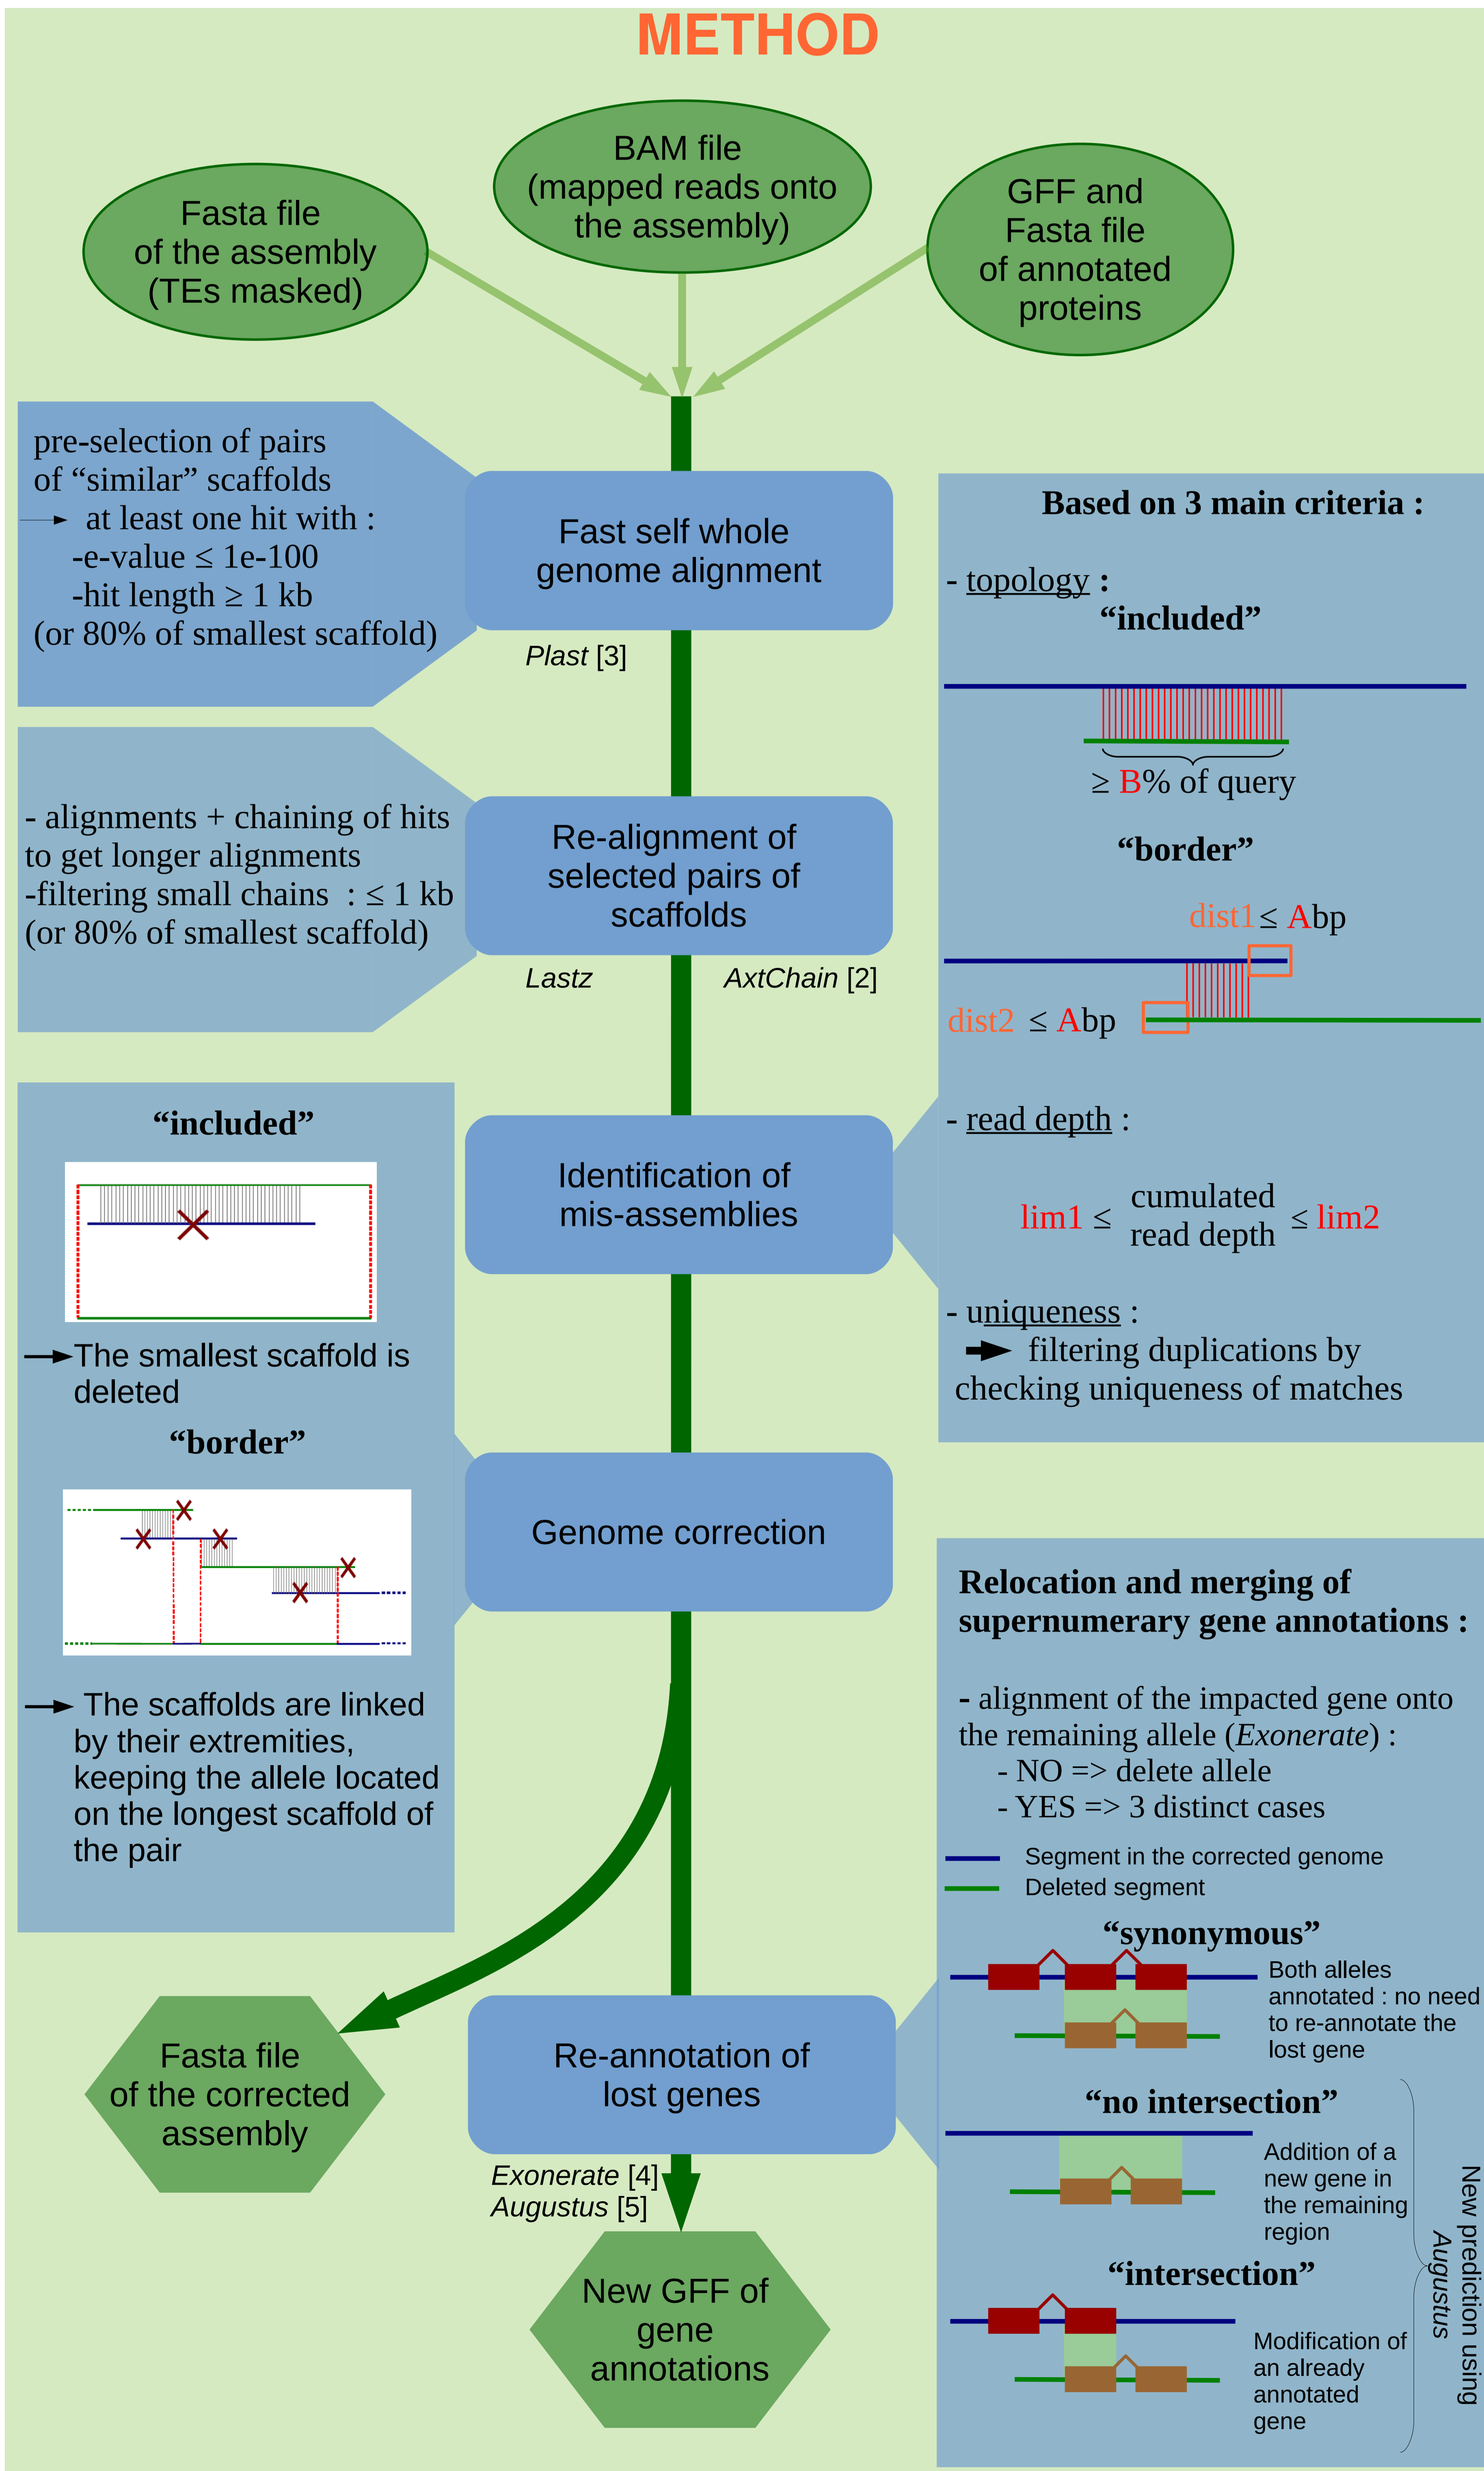 METHOD
Fasta file
of the assembly
(TEs masked)
BAM file
(mapped reads onto
the assembly)
GFF and
Fasta file
of annotated
proteins
pre-selection of pairs
of “similar” scaffolds
at least one hit with :
-e-value ≤ 1e-100
-hit length ≥ 1 kb
(or 80% of smallest scaffold)
Fast self whole
genome alignment
Plast [3]
- alignments + chaining of hits
to get longer alignments
-filtering small chains : ≤ 1 kb
(or 80% of smallest scaffold)
Re-alignment of
selected pairs of
scaffolds
Lastz
AxtChain [2]
Based on 3 main criteria :
- topology :
“included”
≥ B% of query
“border”
dist1 ≤ Abp
dist2 ≤ Abp
- read depth :
lim1 ≤ cumulated read depth ≤ lim2
- uniqueness :
filtering duplications by
checking uniqueness of matches
Identification of
mis-assemblies
“included”
The smallest scaffold is
deleted
“border”
The scaffolds are linked
by their extremities,
keeping the allele located
on the longest scaffold of
the pair
Genome correction
Relocation and merging of
supernumerary gene annotations :
- alignment of the impacted gene onto
the remaining allele (Exonerate) :
- NO => delete allele
- YES => 3 distinct cases
Segment in the corrected genome
Deleted segment
“synonymous”
Both alleles
annotated : no need
to re-annotate the
lost gene
“no intersection”
Addition of a
new gene in
the remaining
region
“intersection”
Modification of
an already
annotated
gene
New prediction using
Augustus
Fasta file
of the corrected
assembly
Re-annotation of
lost genes
Exonerate [4]
Augustus [5]
New GFF of
gene
annotations